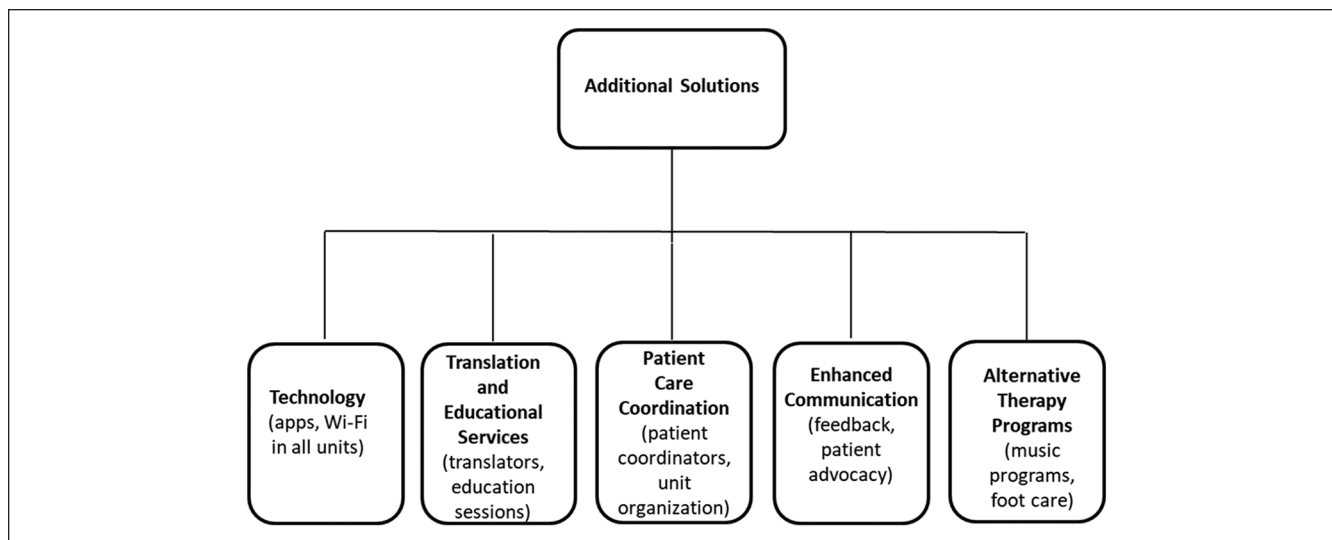 Additional Solutions
Technology
(apps, Wi-Fi
in all units)
Translation
and
Educational
Services
(translators,
education
sessions)
Patient
Care
Coordination
(patient
coordinators,
unit
organization)
Enhanced
Communication
(feedback,
patient
advocacy)
Alternative
Therapy
Programs
(music
programs,
foot care)